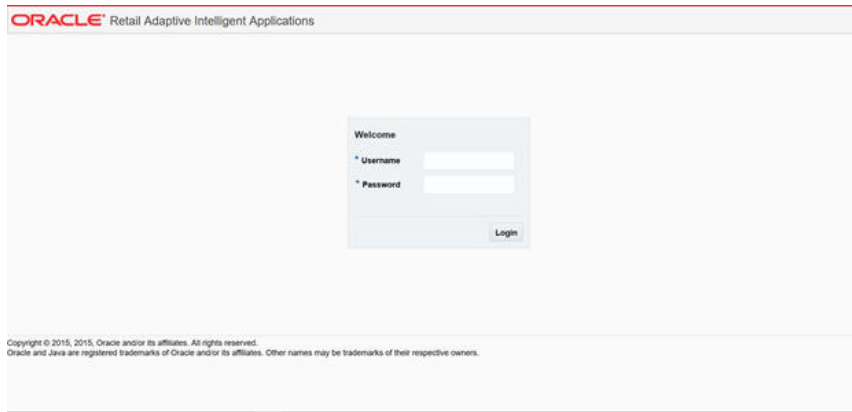 ORACLE® Retail Adaptive Intelligent Applications
Welcome
* Username
* Password
Login
Copyright © 2015, 2015, Oracle and/or its affiliates. All rights reserved.
Oracle and Java are registered trademarks of Oracle and/or its affiliates. Other names may be trademarks of their respective owners.